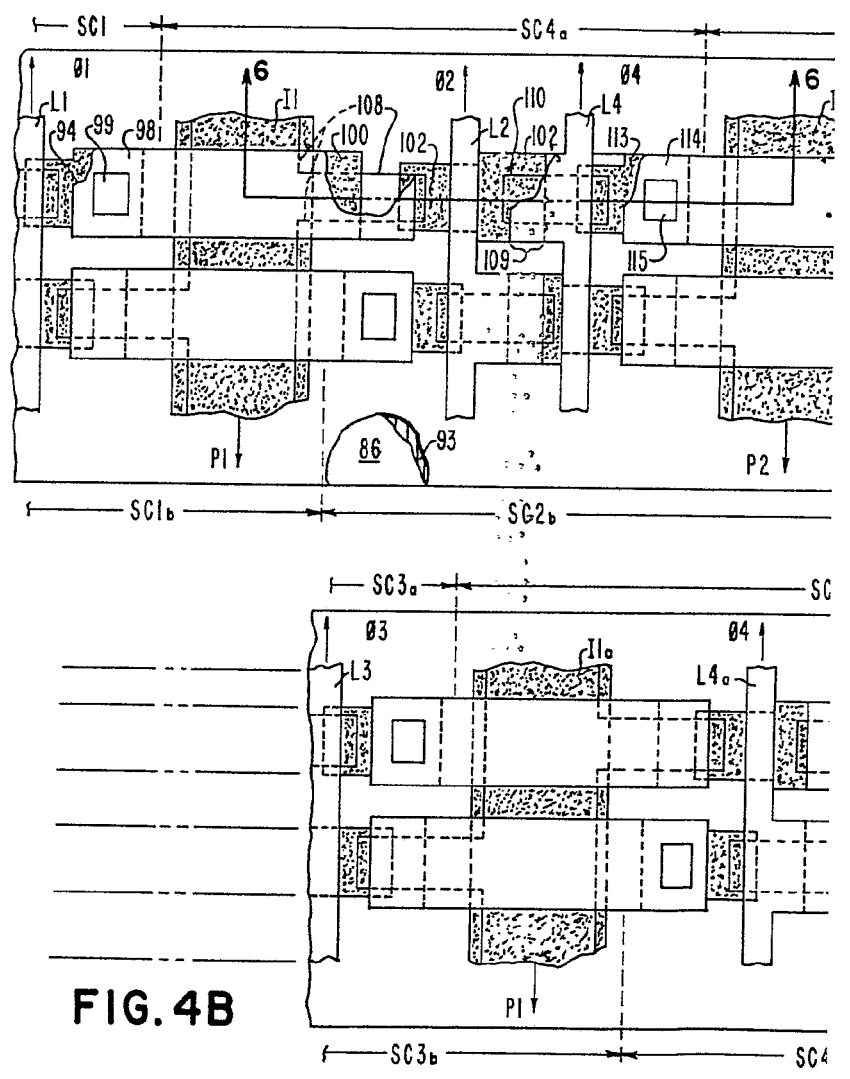 SC1 SC4a
Ø1 6 Ø2 Ø4 6
L1 I1 108 110 L4 I
94 99 98 100 102 L2 102 113 114
109 115
P1 86 93 P2
SC1b SG2b
SC3a SC
Ø3 I1a Ø4
L3 L4a
FIG. 4B P1
SC3b SC4